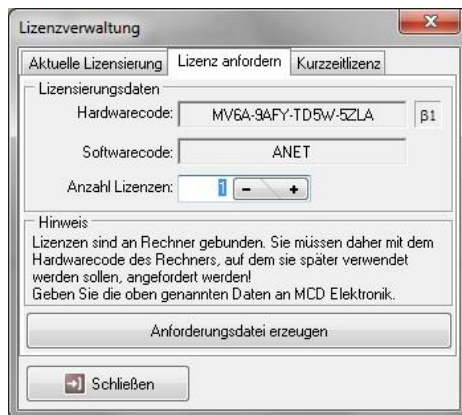 Lizenzverwaltung
Aktuelle Lizensierung Lizenz anfordern Kurzzeitlizenz
Lizensierungsdaten
Hardwarecode: MV6A-9AFY-TD5W-5ZLA β1
Softwarecode: ANET
Anzahl Lizenzen: 1 - +
Hinweis
Lizenzen sind an Rechner gebunden. Sie müssen daher mit dem
Hardwarecode des Rechners, auf dem sie später verwendet
werden sollen, angefordert werden!
Geben Sie die oben genannten Daten an MCD Elektronik.
Anforderungsdatei erzeugen
Schließen